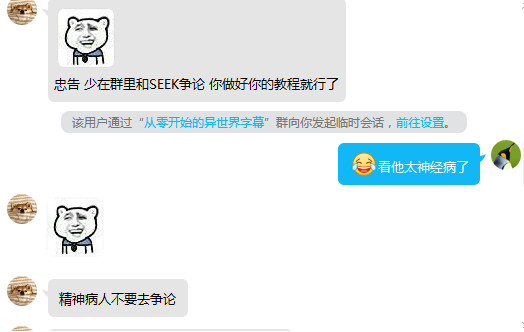 忠告 少在群里和SEEK争论 你做好你的教程就行了
该用户通过“从零开始的异世界字幕”群向你发起临时会话，前往设置。
看他太神经病了
精神病人不要去争论